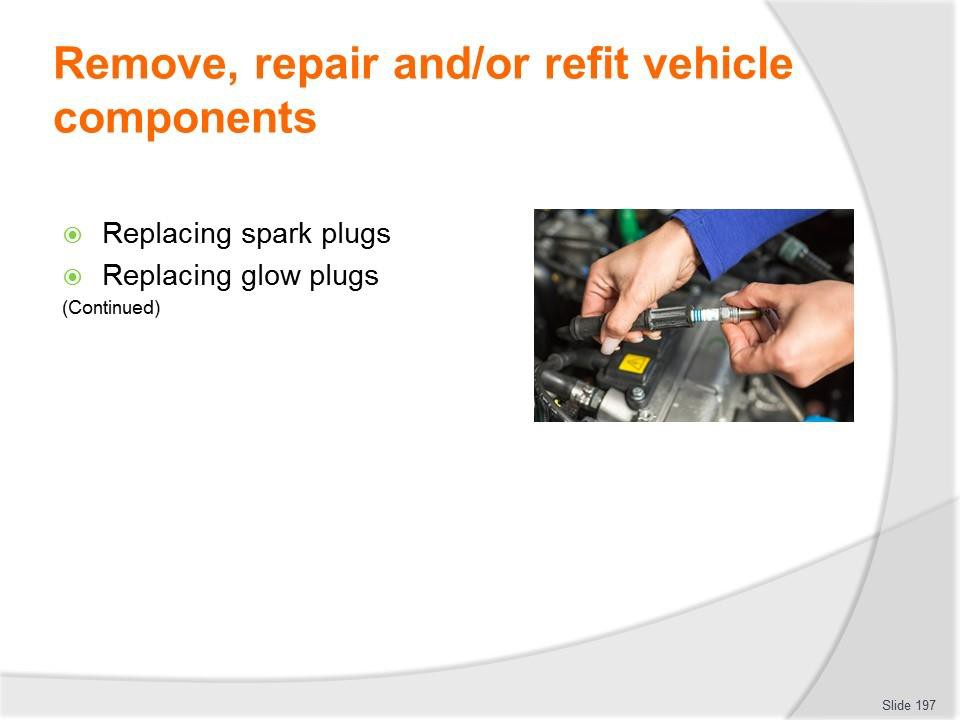 Remove, repair and/or refit vehicle
components
Replacing spark plugs
Replacing glow plugs
(Continued)
Slide 197